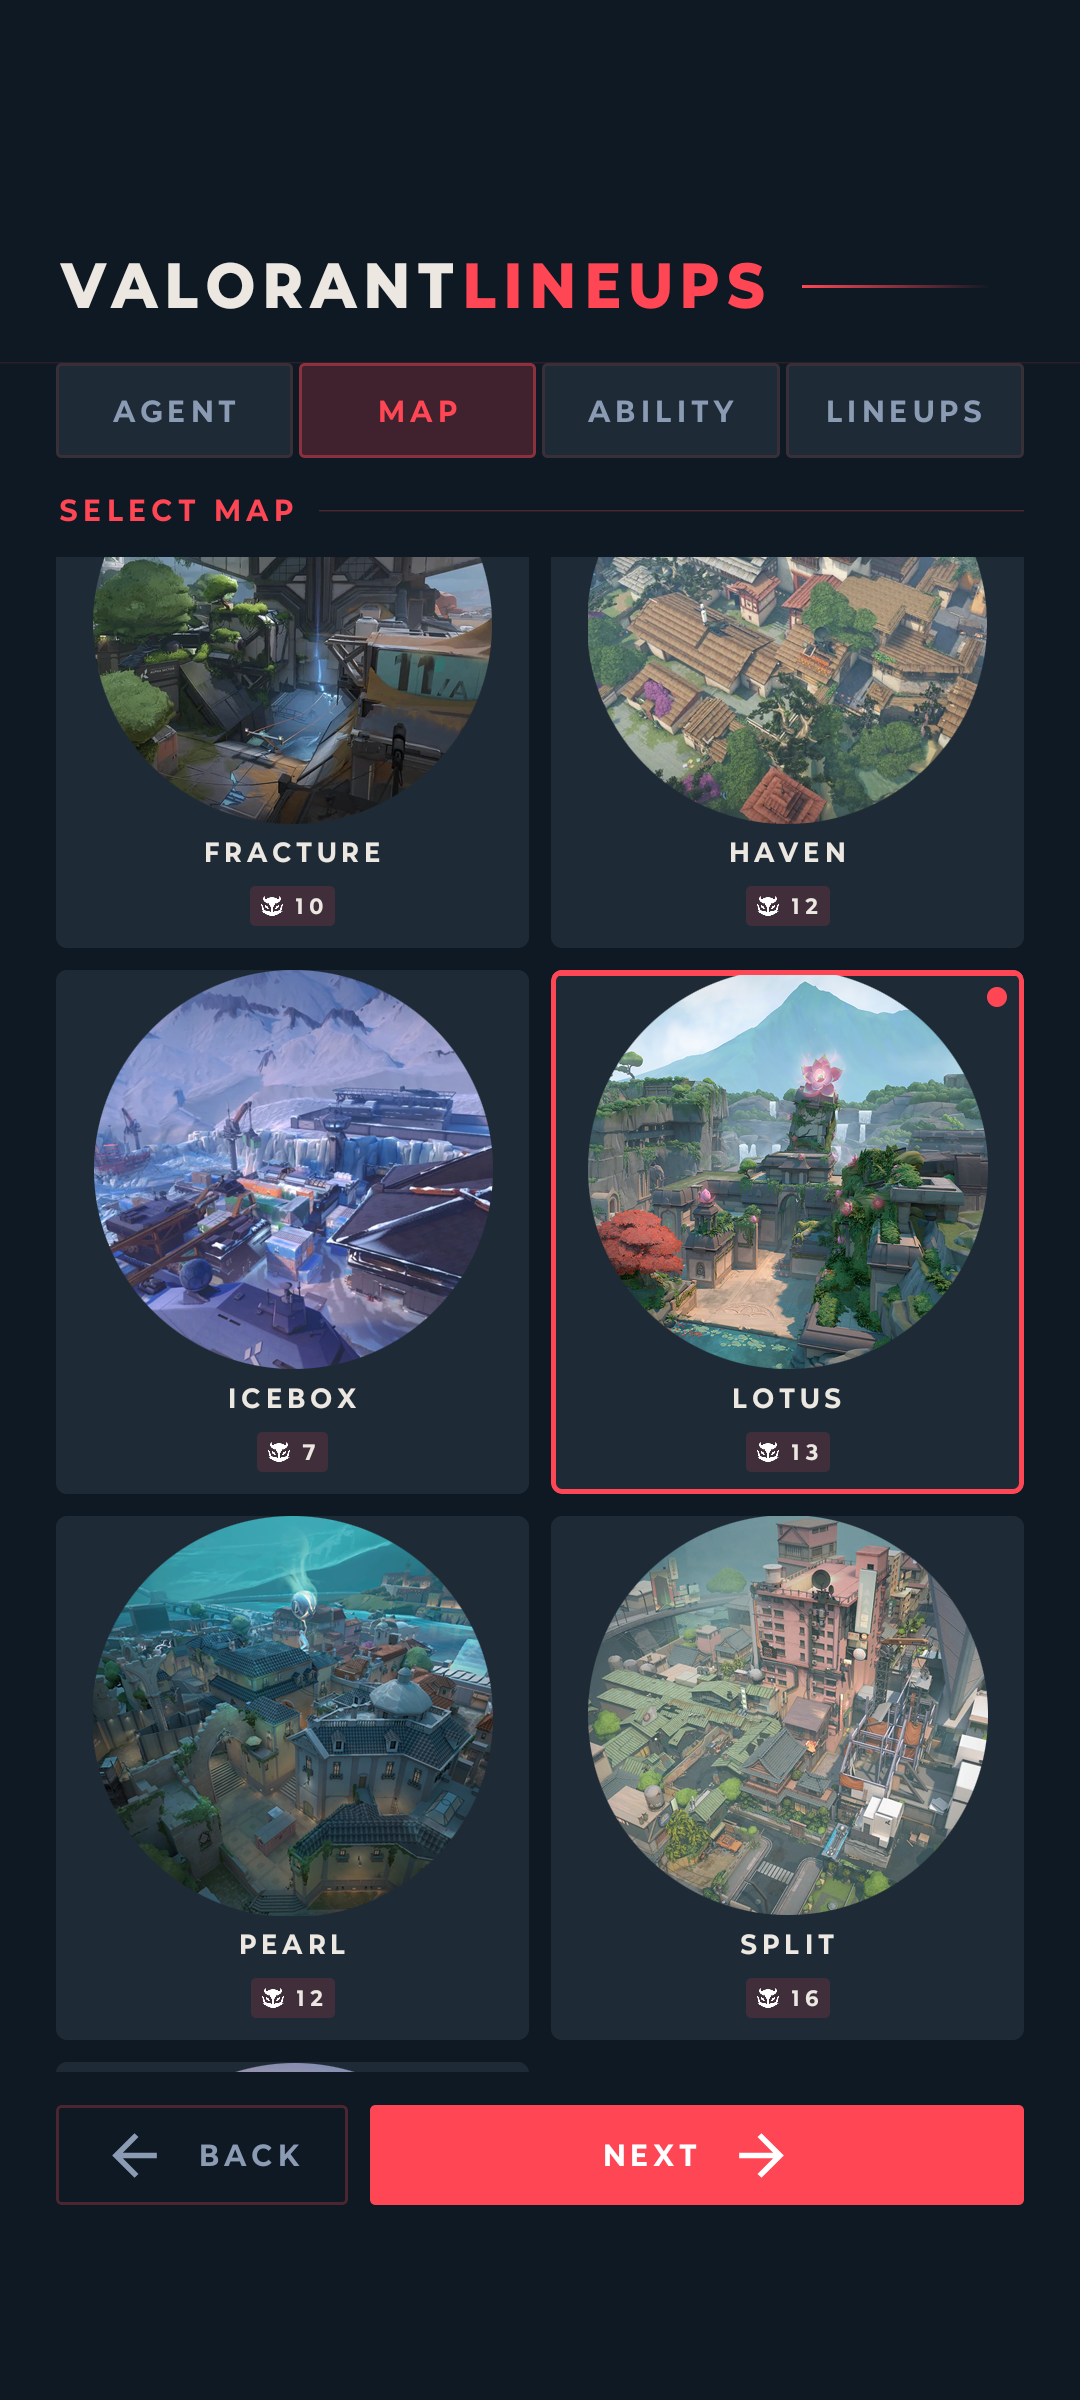 VALORANTLINEUPS
AGENT MAP ABILITY LINEUPS
SELECT MAP
11/A
FRACTURE HAVEN
10 12
ICEBOX LOTUS
7 13
PEARL SPLIT
12 16
BACK NEXT